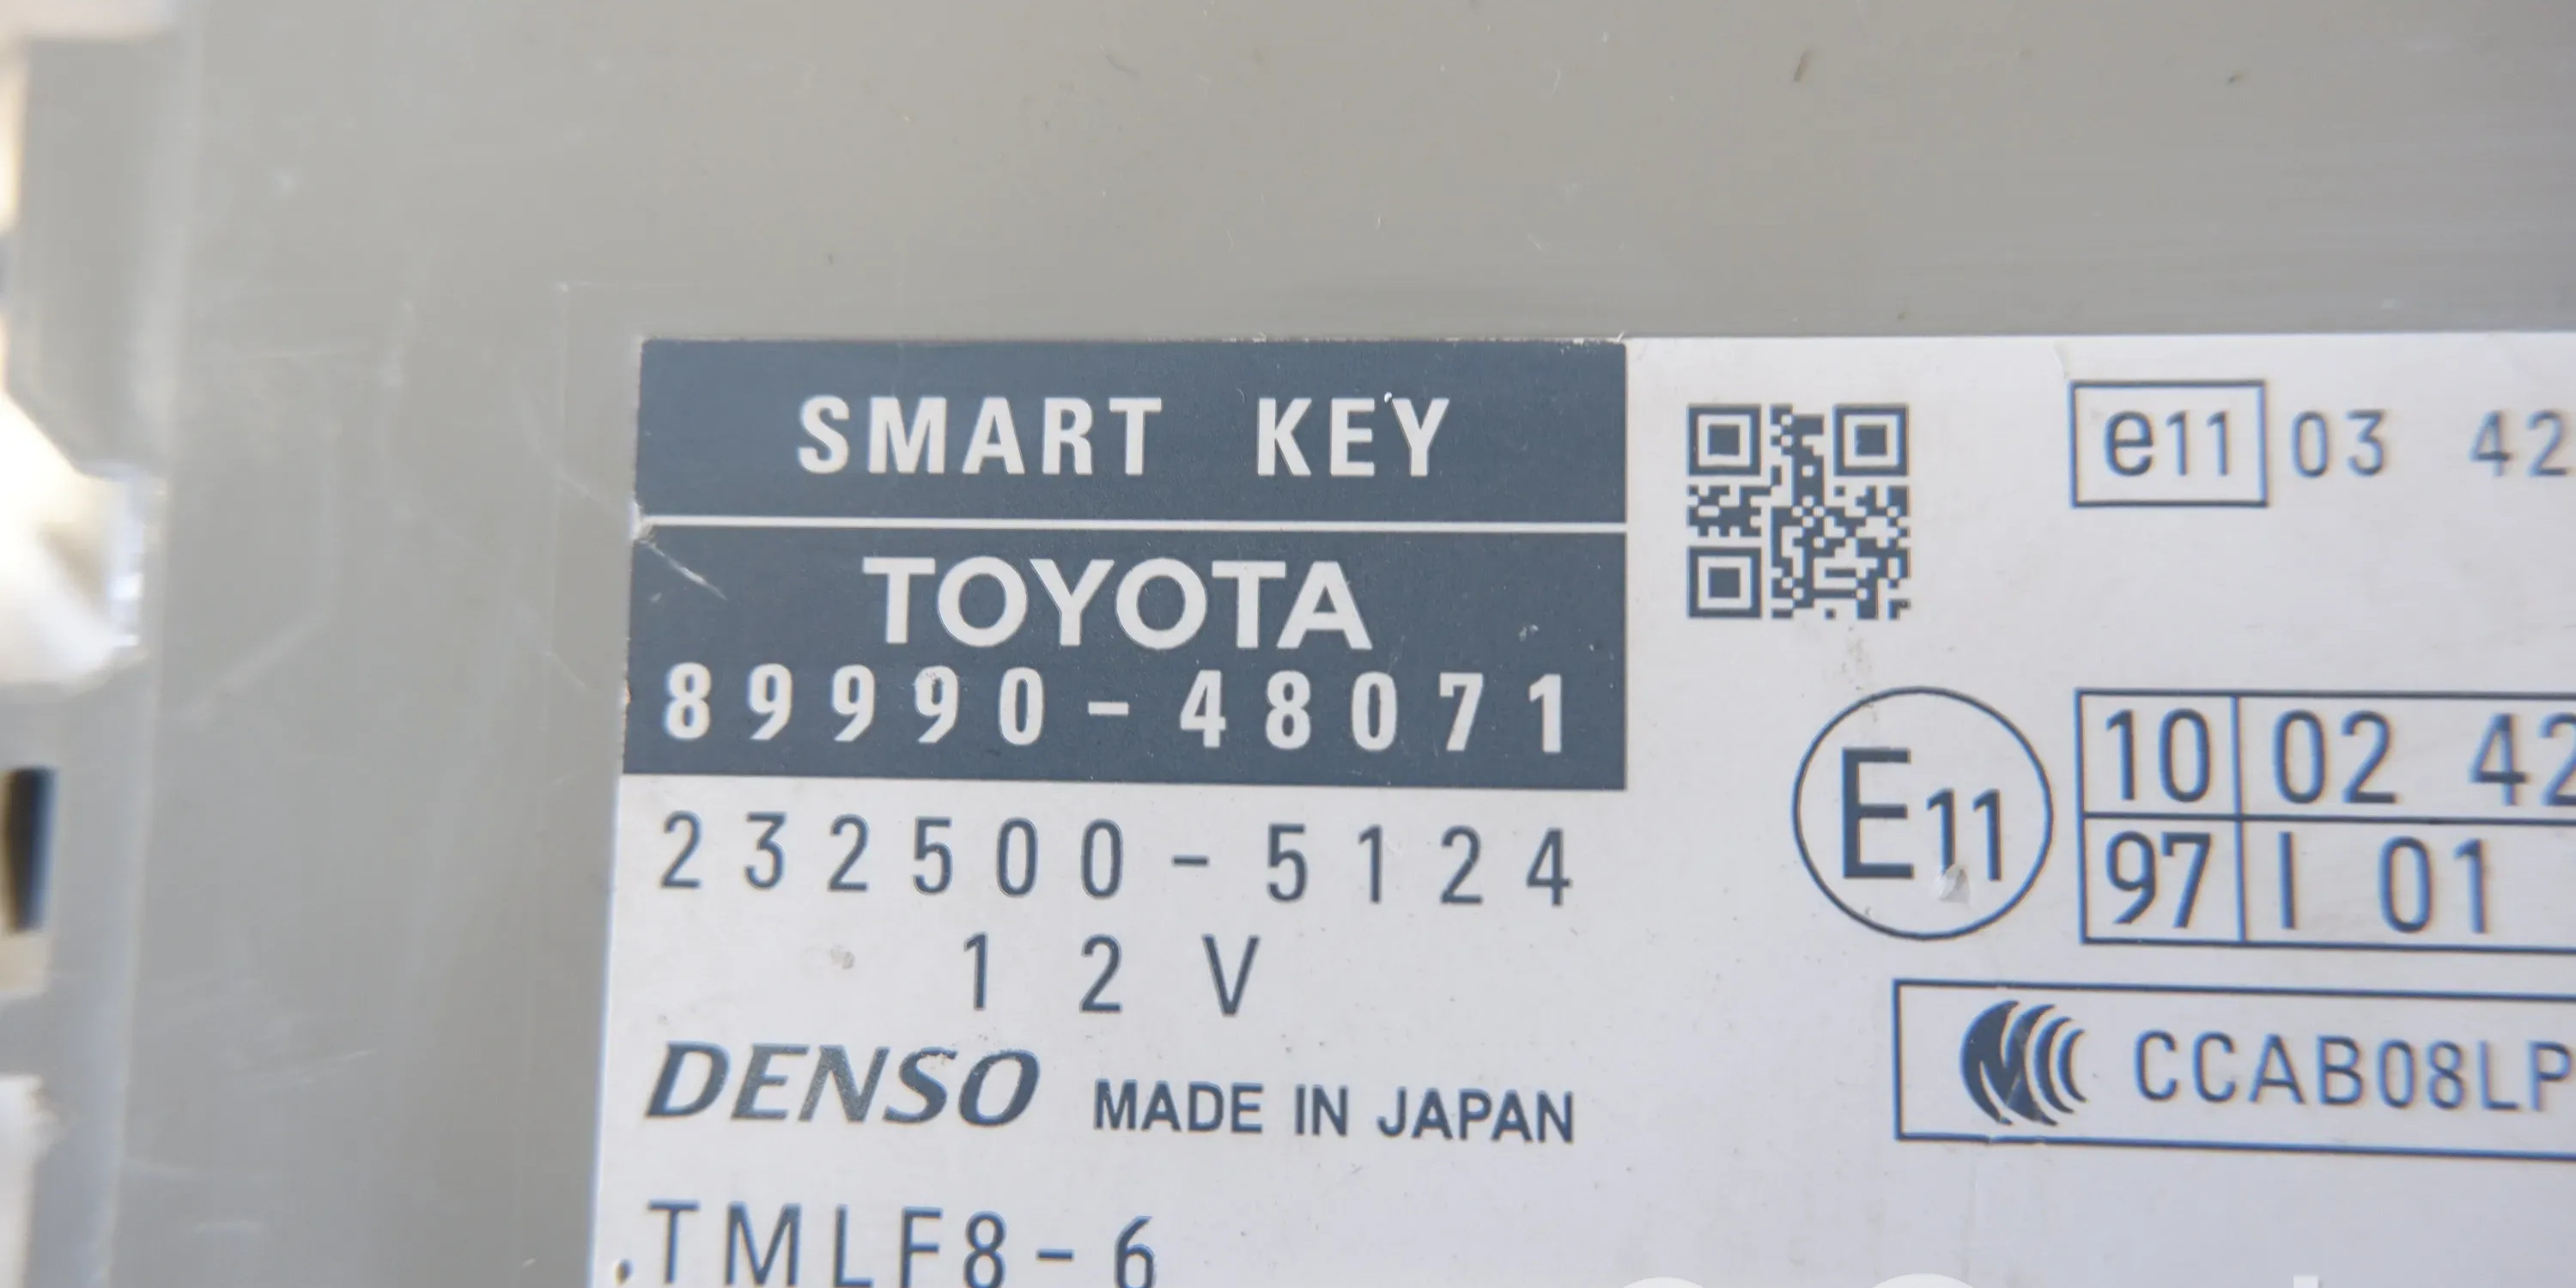 SMART KEY
TOYOTA
89990-48071
232500-5124
12V
DENSO MADE IN JAPAN
TMLF8-6
e11 03 42
E11
10 02 42
97 I 01
CCAB08LP